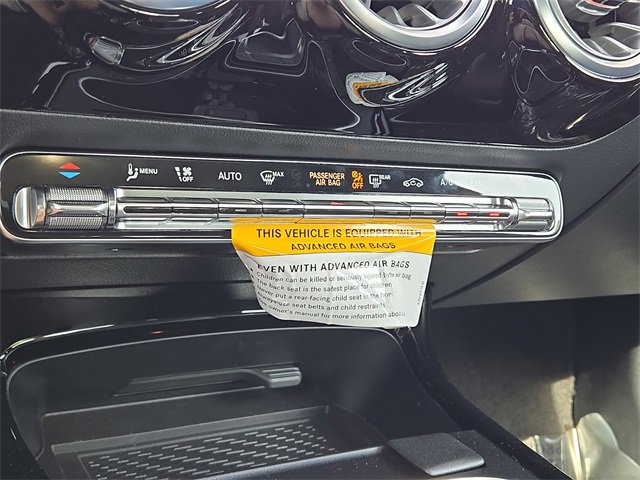 MENU OFF AUTO MAX PASSENGER AIR BAG OFF REAR A/C
THIS VEHICLE IS EQUIPPED WITH
ADVANCED AIR BAGS
EVEN WITH ADVANCED AIR BAGS
Children can be killed or seriously injured by the air bag
The back seat is the safest place for children
Never put a rear-facing child seat in the front
use seat belts and child restraints
owner's manual for more information about